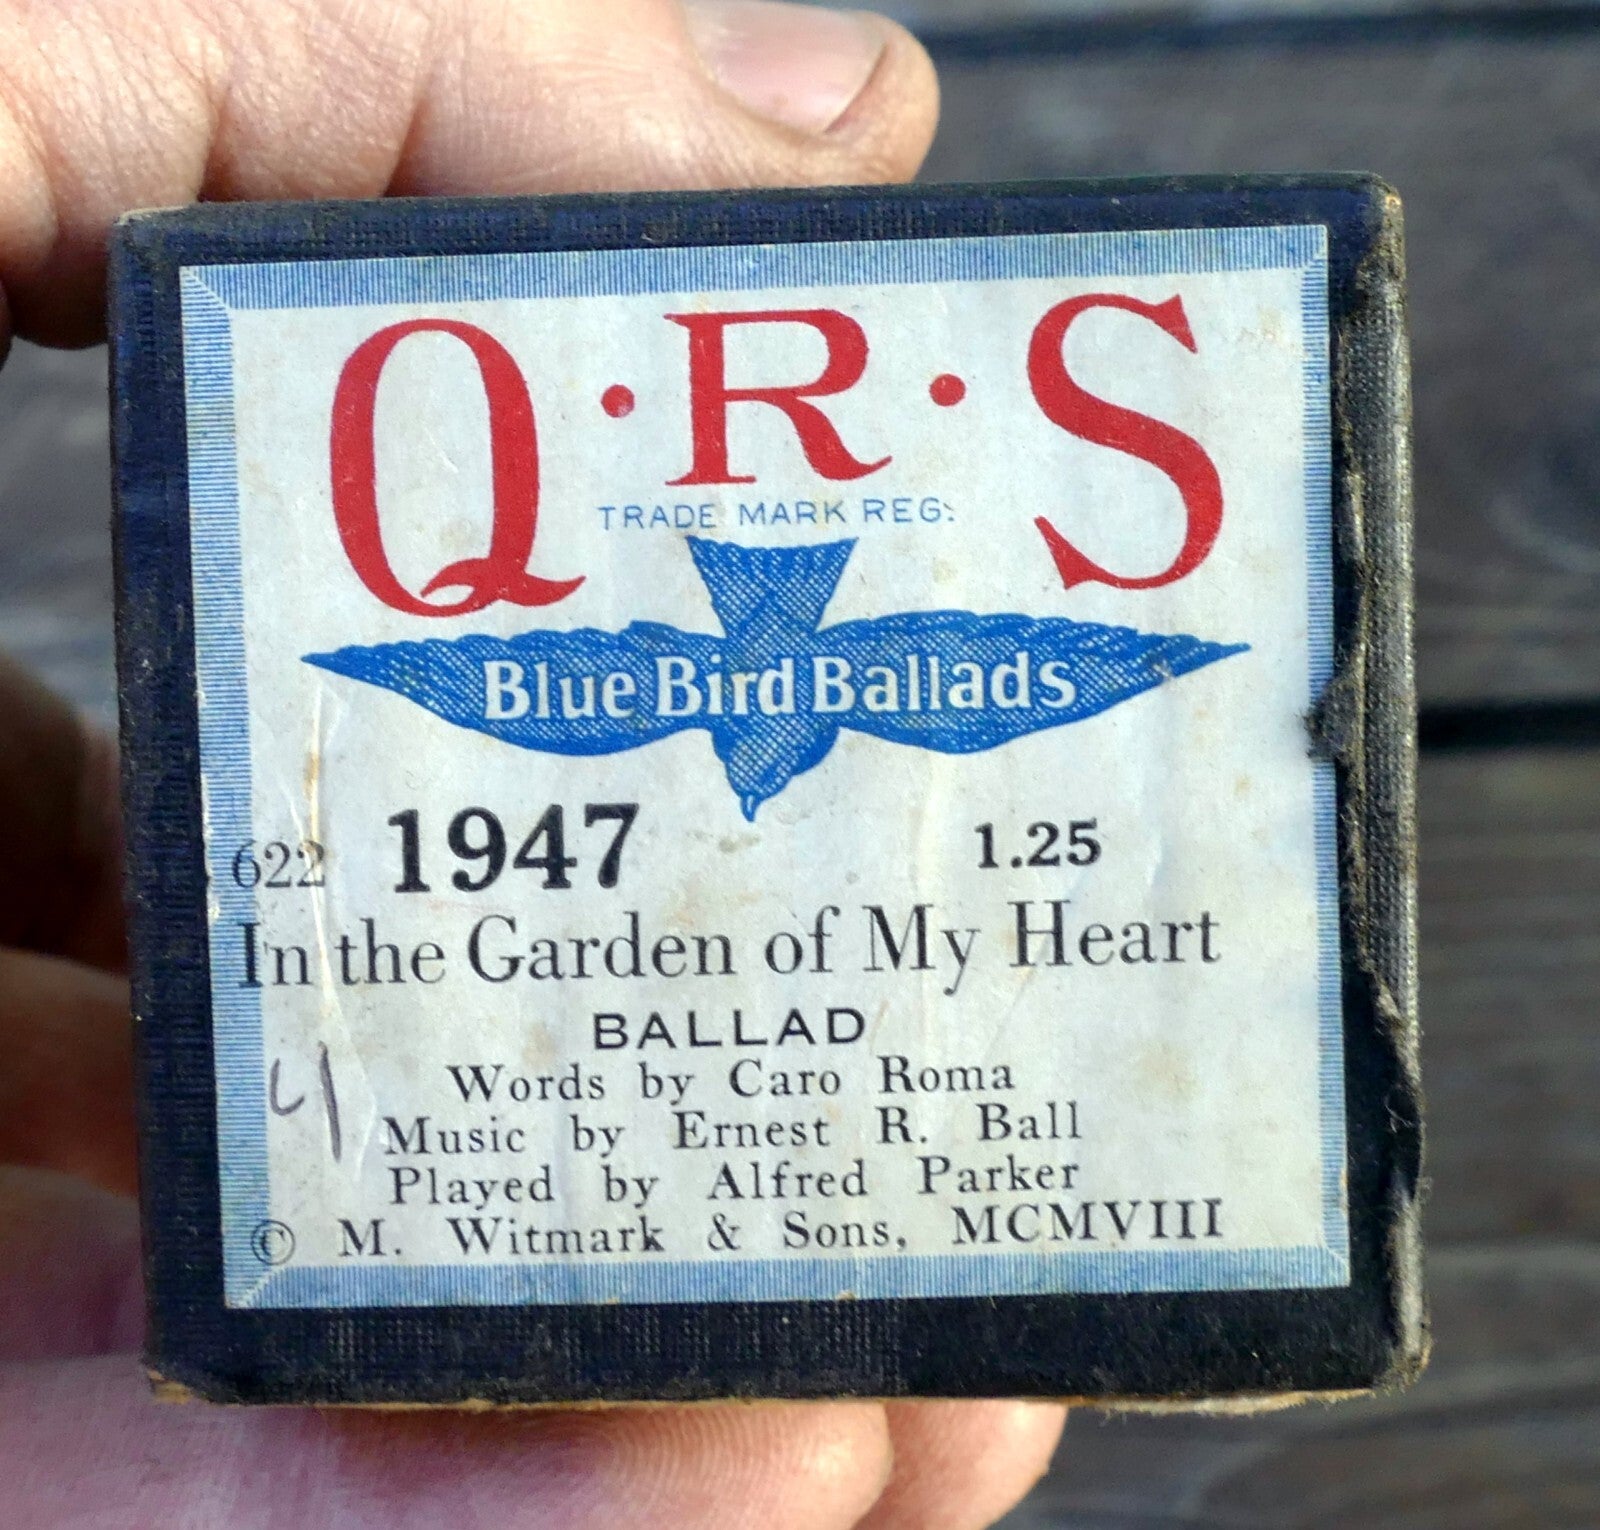 Q·R·S
TRADE MARK REG.
Blue Bird Ballads
622 1947 1.25
In the Garden of My Heart
BALLAD
4
Words by Caro Roma
Music by Ernest R. Ball
Played by Alfred Parker
© M. Witmark & Sons, MCMVIII